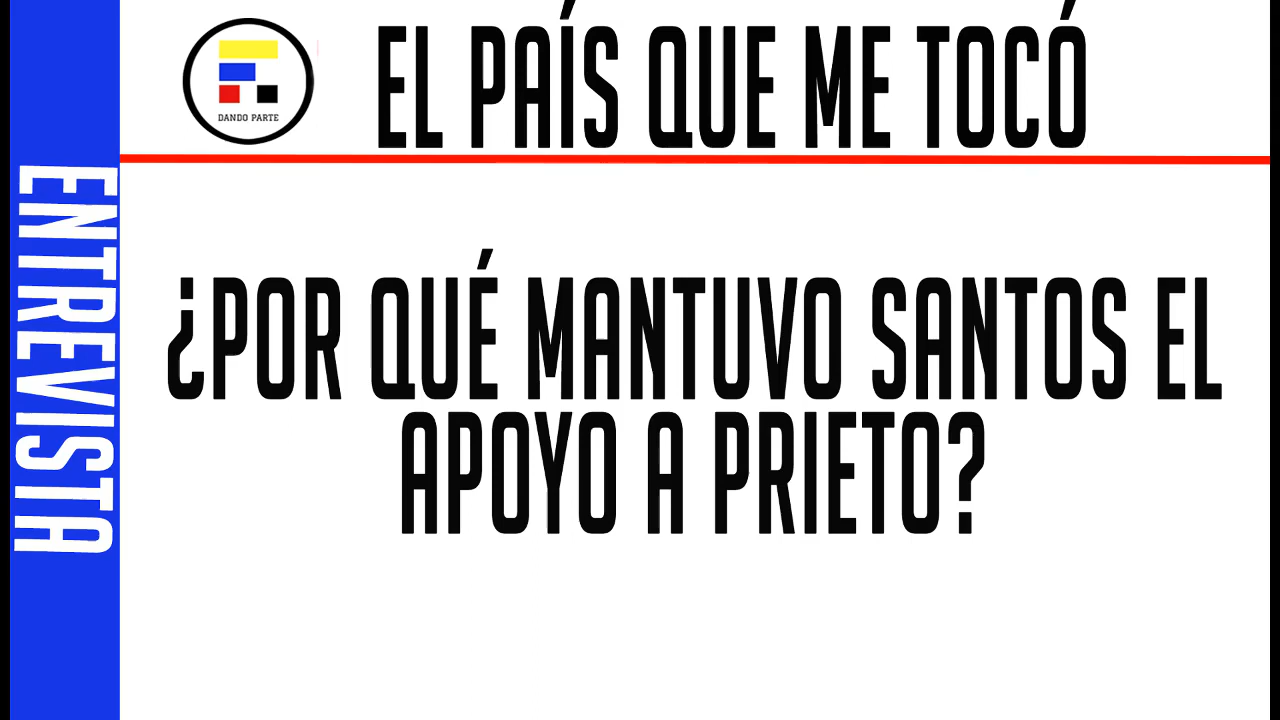 DANDO PARTE
EL PAÍS QUE ME TOCÓ
ENTREVISTA
¿POR QUÉ MANTUVO SANTOS EL
APOYO A PRIETO?